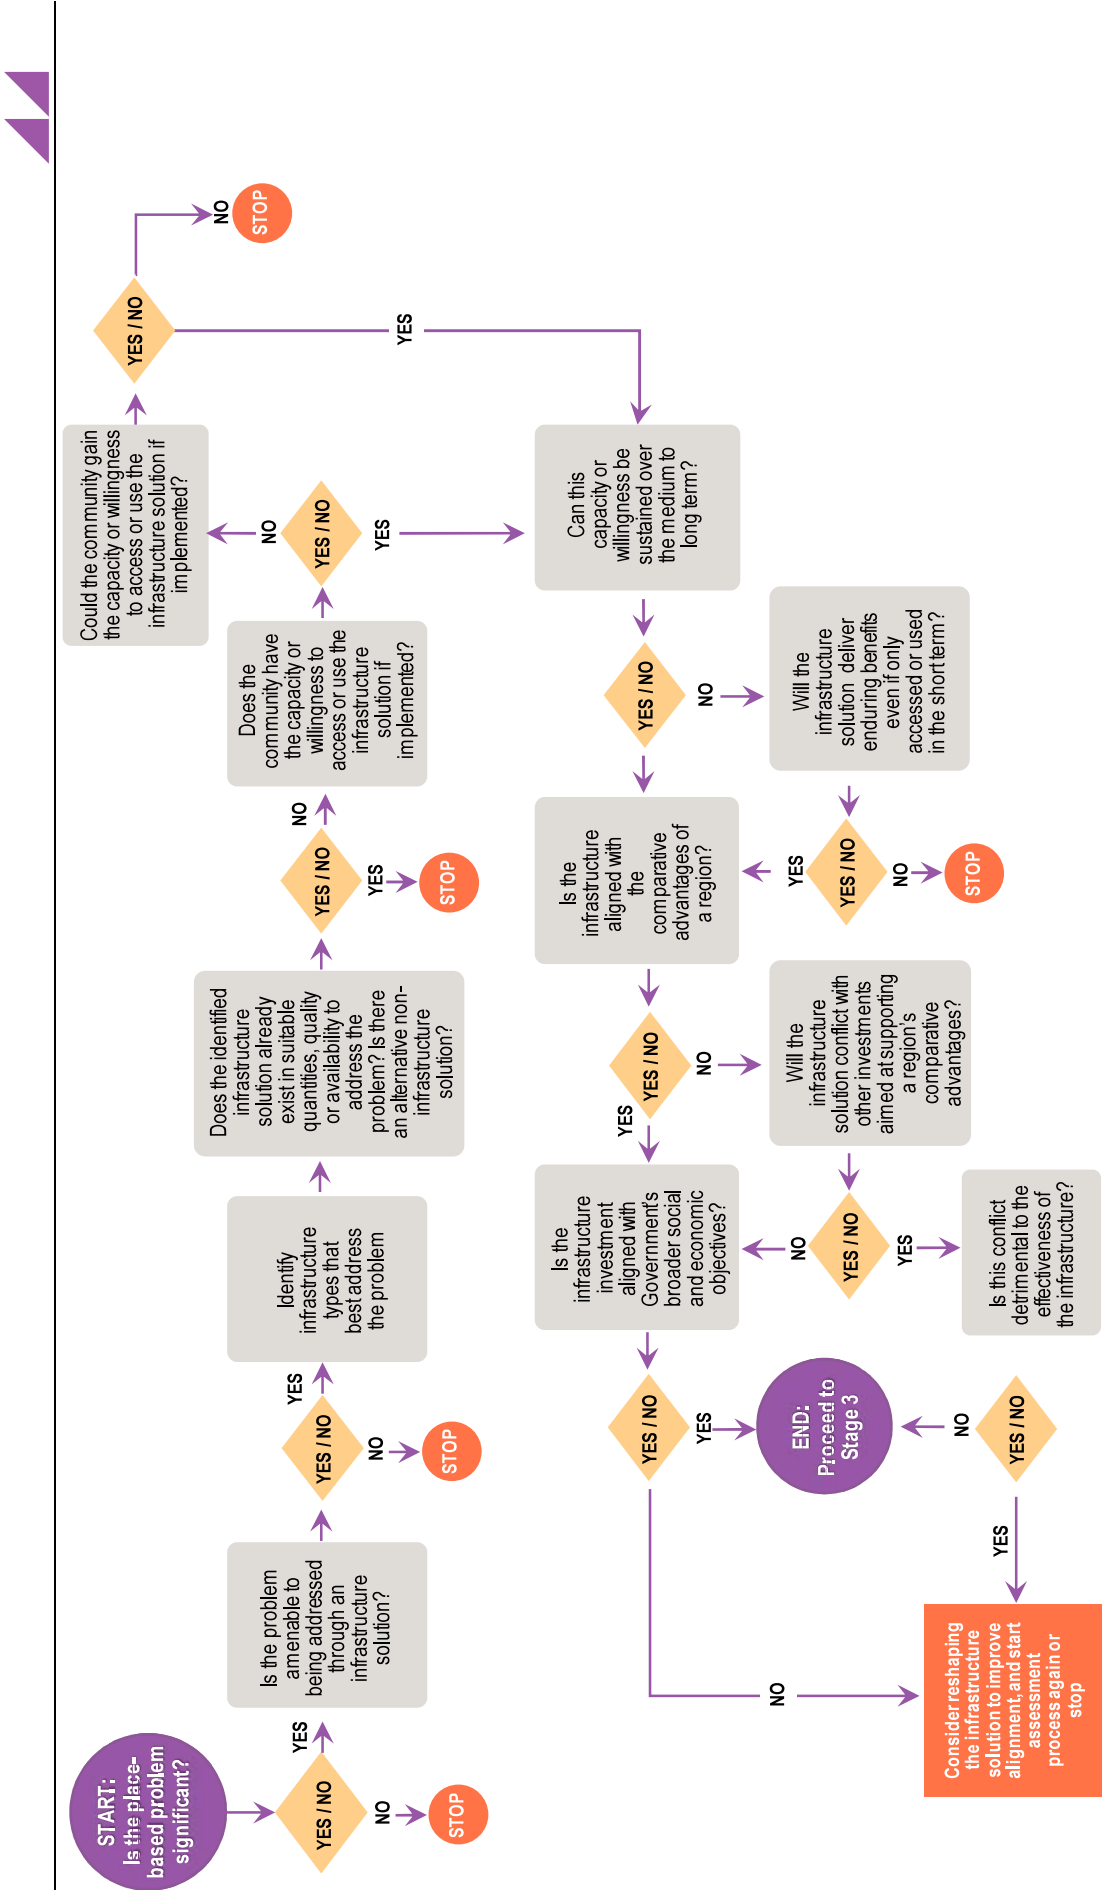 START:
Is the place-
based problem
significant?
YES / NO
NO
STOP
YES
Is the problem
amenable to
being addressed
through an
infrastructure
solution?
YES / NO
NO
STOP
YES
Identify
infrastructure
types that
best address
the problem
Does the identified
infrastructure
solution already
exist in suitable
quantities, quality
or availability to
address the
problem? Is there
an alternative non-
infrastructure
solution?
YES / NO
YES
STOP
NO
Does the
community have
the capacity or
willingness to
access or use the
infrastructure
solution if
implemented?
YES / NO
NO
YES
Could the community gain
the capacity or willingness
to access or use the
infrastructure solution if
implemented?
YES / NO
NO
STOP
YES
Can this
capacity or
willingness be
sustained over
the medium to
long term?
YES / NO
NO
Will the
infrastructure
solution deliver
enduring benefits
even if only
accessed or used
in the short term?
YES / NO
YES
NO
STOP
Is the
infrastructure
aligned with
the
comparative
advantages of
a region?
YES / NO
NO
YES
Will the
infrastructure
solution conflict with
other investments
aimed at supporting
a region's
comparative
advantages?
YES / NO
NO
YES
Is this conflict
detrimental to the
effectiveness of
the infrastructure?
Is the
infrastructure
investment
aligned with
Government's
broader social
and economic
objectives?
YES / NO
YES
END:
Proceed to
Stage 3
NO
YES / NO
YES
NO
Consider reshaping
the infrastructure
solution to improve
alignment, and start
assessment
process again or
stop